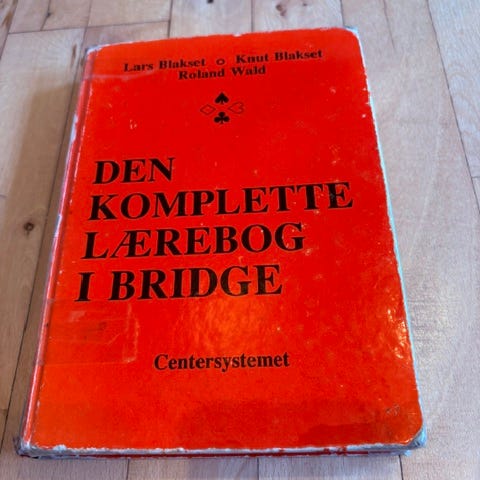 Lars Blakset o Knut Blakset
Roland Wald
DEN
KOMPLETTE
LÆREBOG
I BRIDGE
Centersystemet